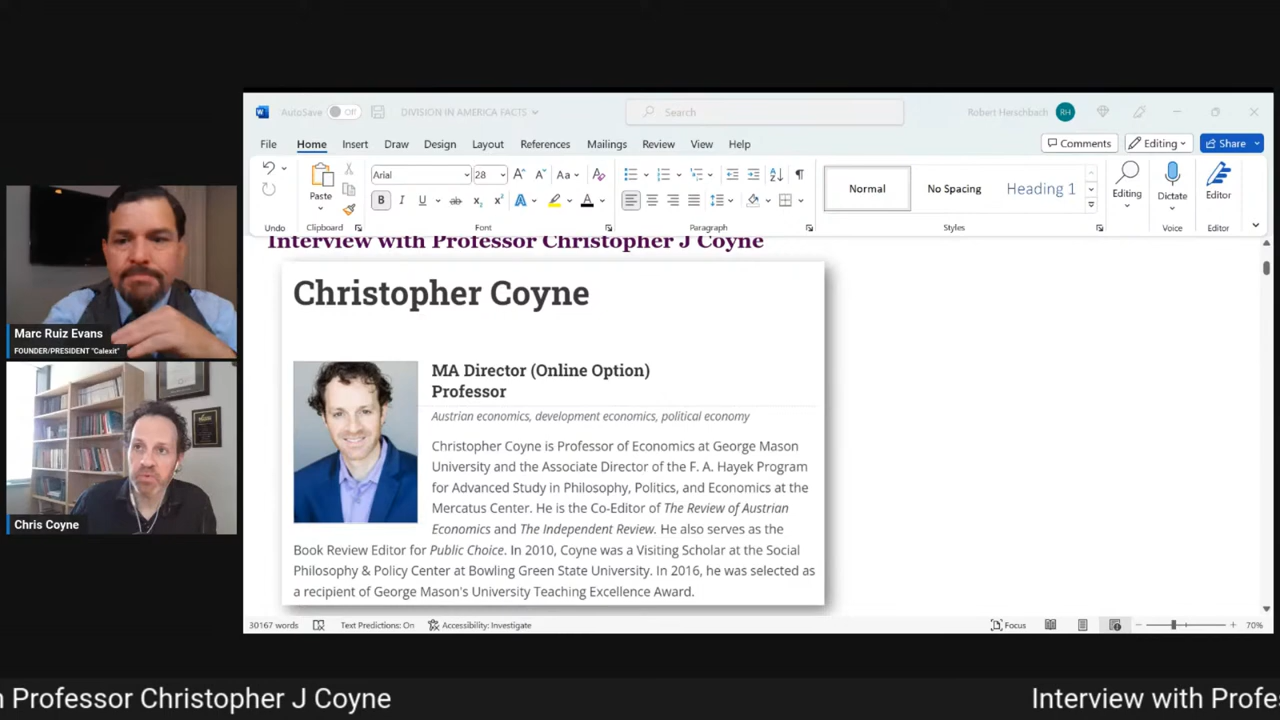 AutoSave Off DIVISION IN AMERICA FACTS Search Robert Herschbach RH
File Home Insert Draw Design Layout References Mailings Review View Help Comments Editing Share
Paste Arial 28 Aa Normal No Spacing Heading 1 Editing Dictate Editor
Undo Clipboard Font Paragraph Styles Voice Editor
Interview with Professor Christopher J Coyne
Christopher Coyne
MA Director (Online Option)
Professor
Austrian economics, development economics, political economy
Christopher Coyne is Professor of Economics at George Mason
University and the Associate Director of the F. A. Hayek Program
for Advanced Study in Philosophy, Politics, and Economics at the
Mercatus Center. He is the Co-Editor of The Review of Austrian
Economics and The Independent Review. He also serves as the
Book Review Editor for Public Choice. In 2010, Coyne was a Visiting Scholar at the Social
Philosophy & Policy Center at Bowling Green State University. In 2016, he was selected as
a recipient of George Mason's University Teaching Excellence Award.
30167 words Text Predictions: On Accessibility: Investigate Focus 70%
Marc Ruiz Evans
FOUNDER/PRESIDENT "Calexit"
Chris Coyne
n Professor Christopher J Coyne Interview with Profes